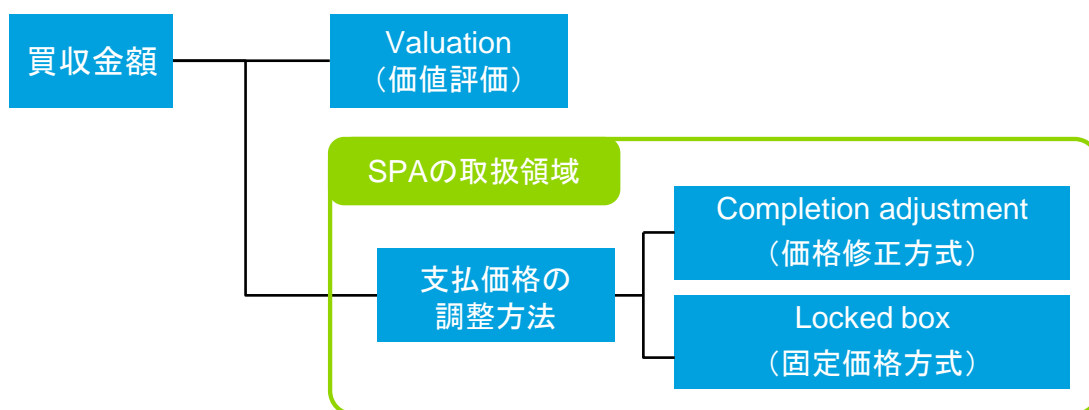 買収金額
Valuation
（価値評価）
SPAの取扱領域
支払価格の
調整方法
Completion adjustment
（価格修正方式）
Locked box
（固定価格方式）